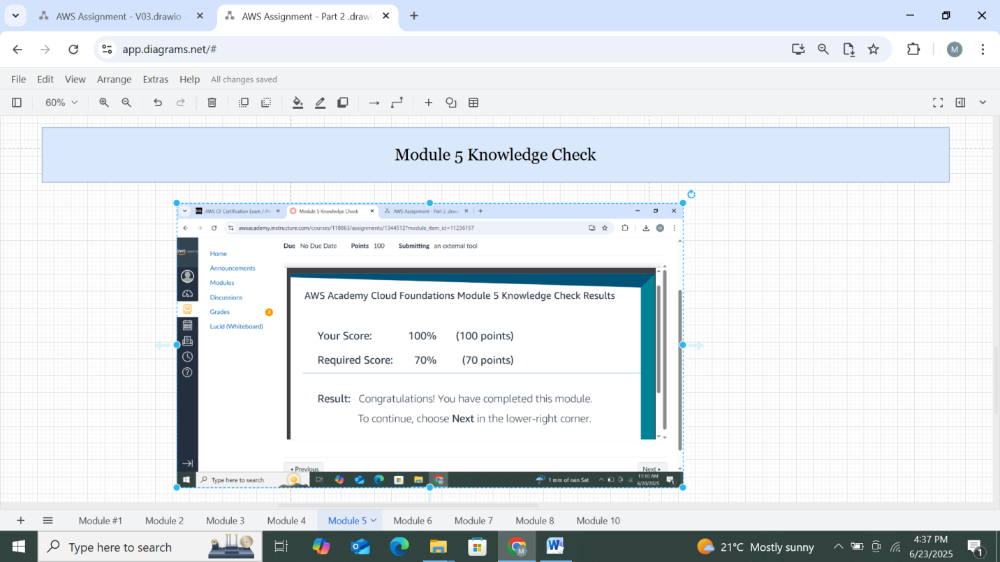 AWS Assignment - V03.drawio
AWS Assignment - Part 2 .drawi
app.diagrams.net/#
M
File Edit View Arrange Extras Help All changes saved
60%
Module 5 Knowledge Check
AWS CF Certification Exam / A
Module 5 Knowledge Check
AWS Assignment - Part 2 .draw
awsacademy.instructure.com/courses/118863/assignments/1344512?module_item_id=11236157
M
aws academy
Due No Due Date Points 100 Submitting an external tool
Home
Announcements
Modules
Discussions
Grades 2
Lucid (Whiteboard)
AWS Academy Cloud Foundations Module 5 Knowledge Check Results
Your Score: 100% (100 points)
Required Score: 70% (70 points)
Result: Congratulations! You have completed this module.
To continue, choose Next in the lower-right corner.
Previous
Next
Type here to search
1 mm of rain Sat
11:10 AM
6/20/2025
1
Module #1 Module 2 Module 3 Module 4 Module 5 Module 6 Module 7 Module 8 Module 10
Type here to search
21°C Mostly sunny
4:37 PM
6/23/2025
1